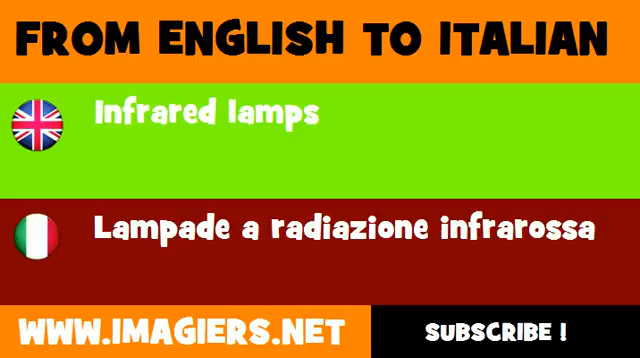 FROM ENGLISH TO ITALIAN
Infrared lamps
Lampade a radiazione infrarossa
WWW.IMAGIERS.NET
SUBSCRIBE !